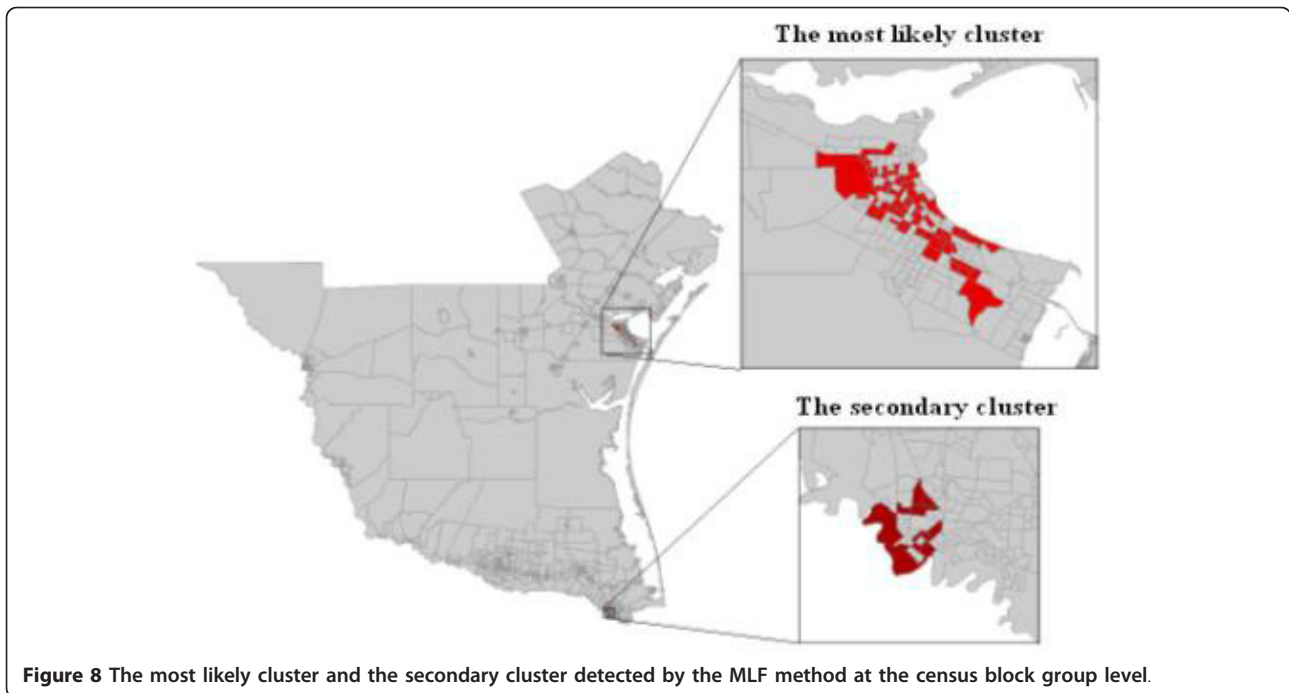 The most likely cluster
The secondary cluster
Figure 8 The most likely cluster and the secondary cluster detected by the MLF method at the census block group level.